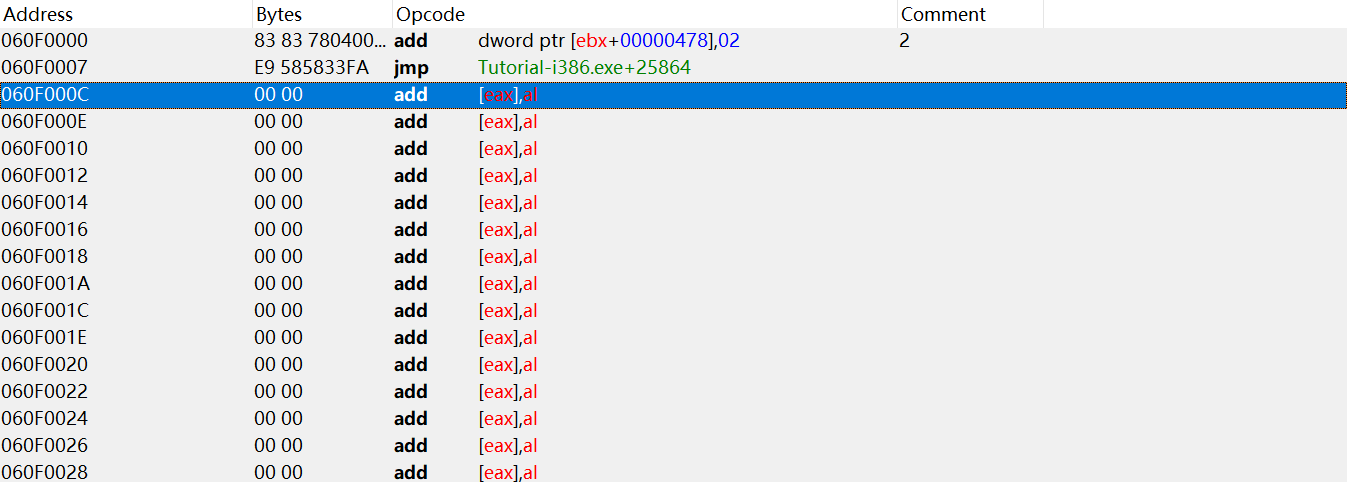 Address Bytes Opcode Comment
060F0000 83 83 780400... add dword ptr [ebx+00000478],02 2
060F0007 E9 585833FA jmp Tutorial-i386.exe+25864
060F000C 00 00 add [eax],al
060F000E 00 00 add [eax],al
060F0010 00 00 add [eax],al
060F0012 00 00 add [eax],al
060F0014 00 00 add [eax],al
060F0016 00 00 add [eax],al
060F0018 00 00 add [eax],al
060F001A 00 00 add [eax],al
060F001C 00 00 add [eax],al
060F001E 00 00 add [eax],al
060F0020 00 00 add [eax],al
060F0022 00 00 add [eax],al
060F0024 00 00 add [eax],al
060F0026 00 00 add [eax],al
060F0028 00 00 add [eax],al